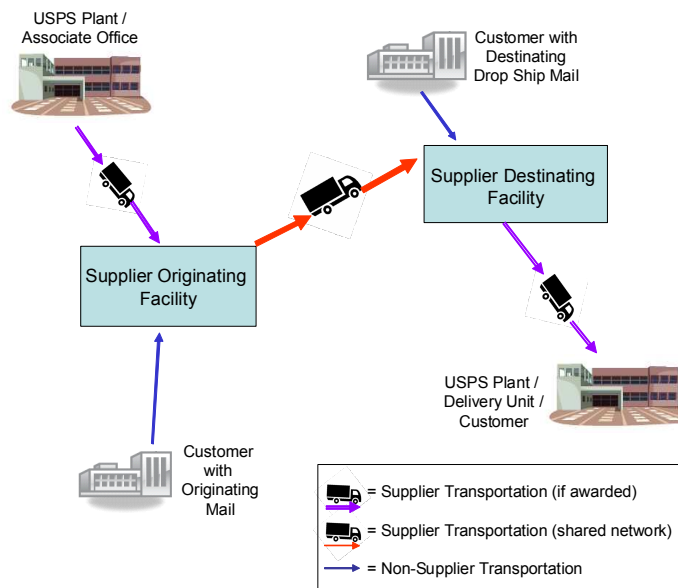 USPS Plant /
Associate Office
Customer with
Destinating
Drop Ship Mail
Supplier Destinating
Facility
Supplier Originating
Facility
USPS Plant /
Delivery Unit /
Customer
Customer
with
Originating
Mail
= Supplier Transportation (if awarded)
= Supplier Transportation (shared network)
= Non-Supplier Transportation